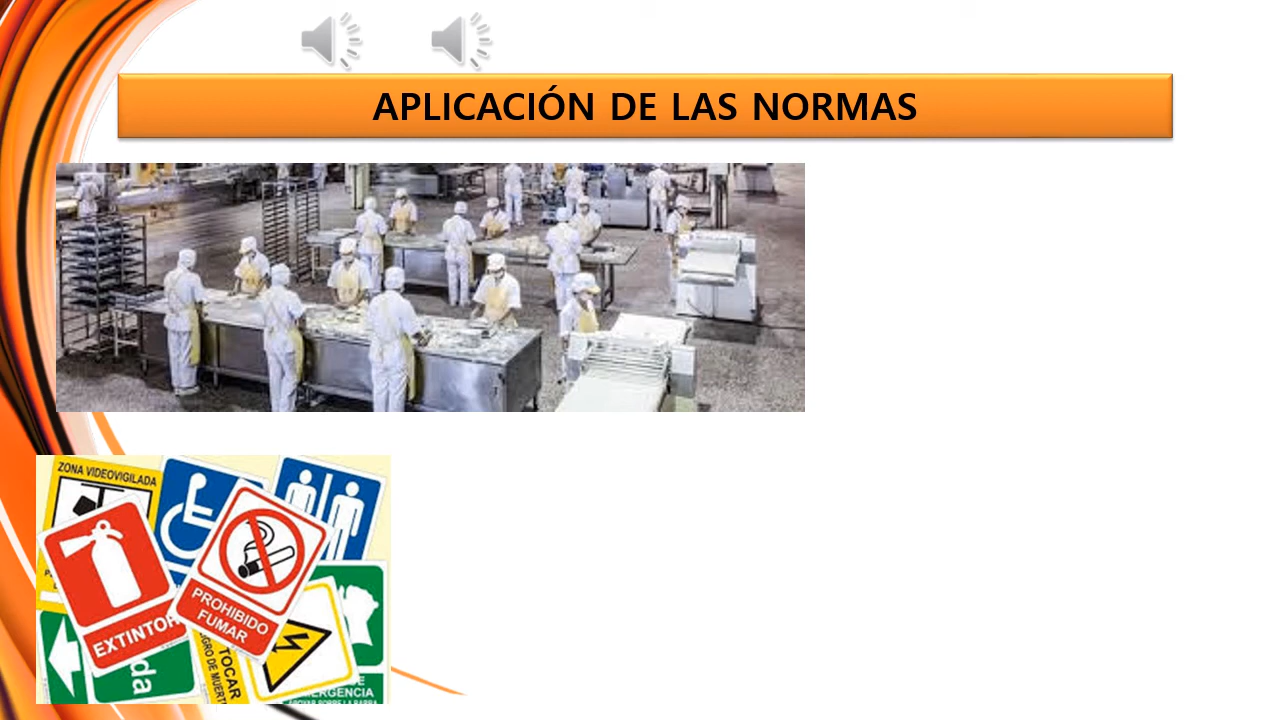 APLICACIÓN DE LAS NORMAS
ZONA VIDEOVIGILADA
EXTINTOR
PROHIBIDO
FUMAR
TOCAR